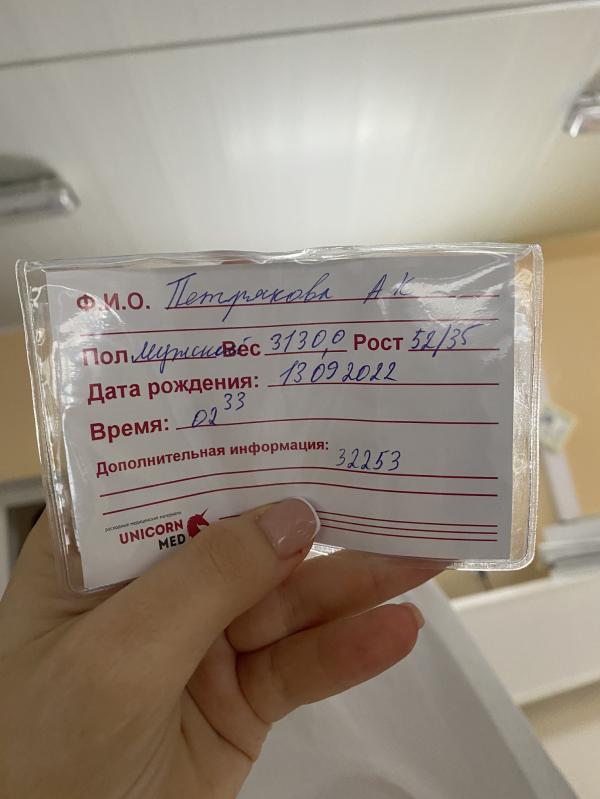 Ф.И.О. Петрякова А К
Пол мужской Вес 3130,0 Рост 52/35
Дата рождения: 13.09.2022
Время: 02 33
Дополнительная информация: 32253
расходные медицинские материалы
UNICORN
MED